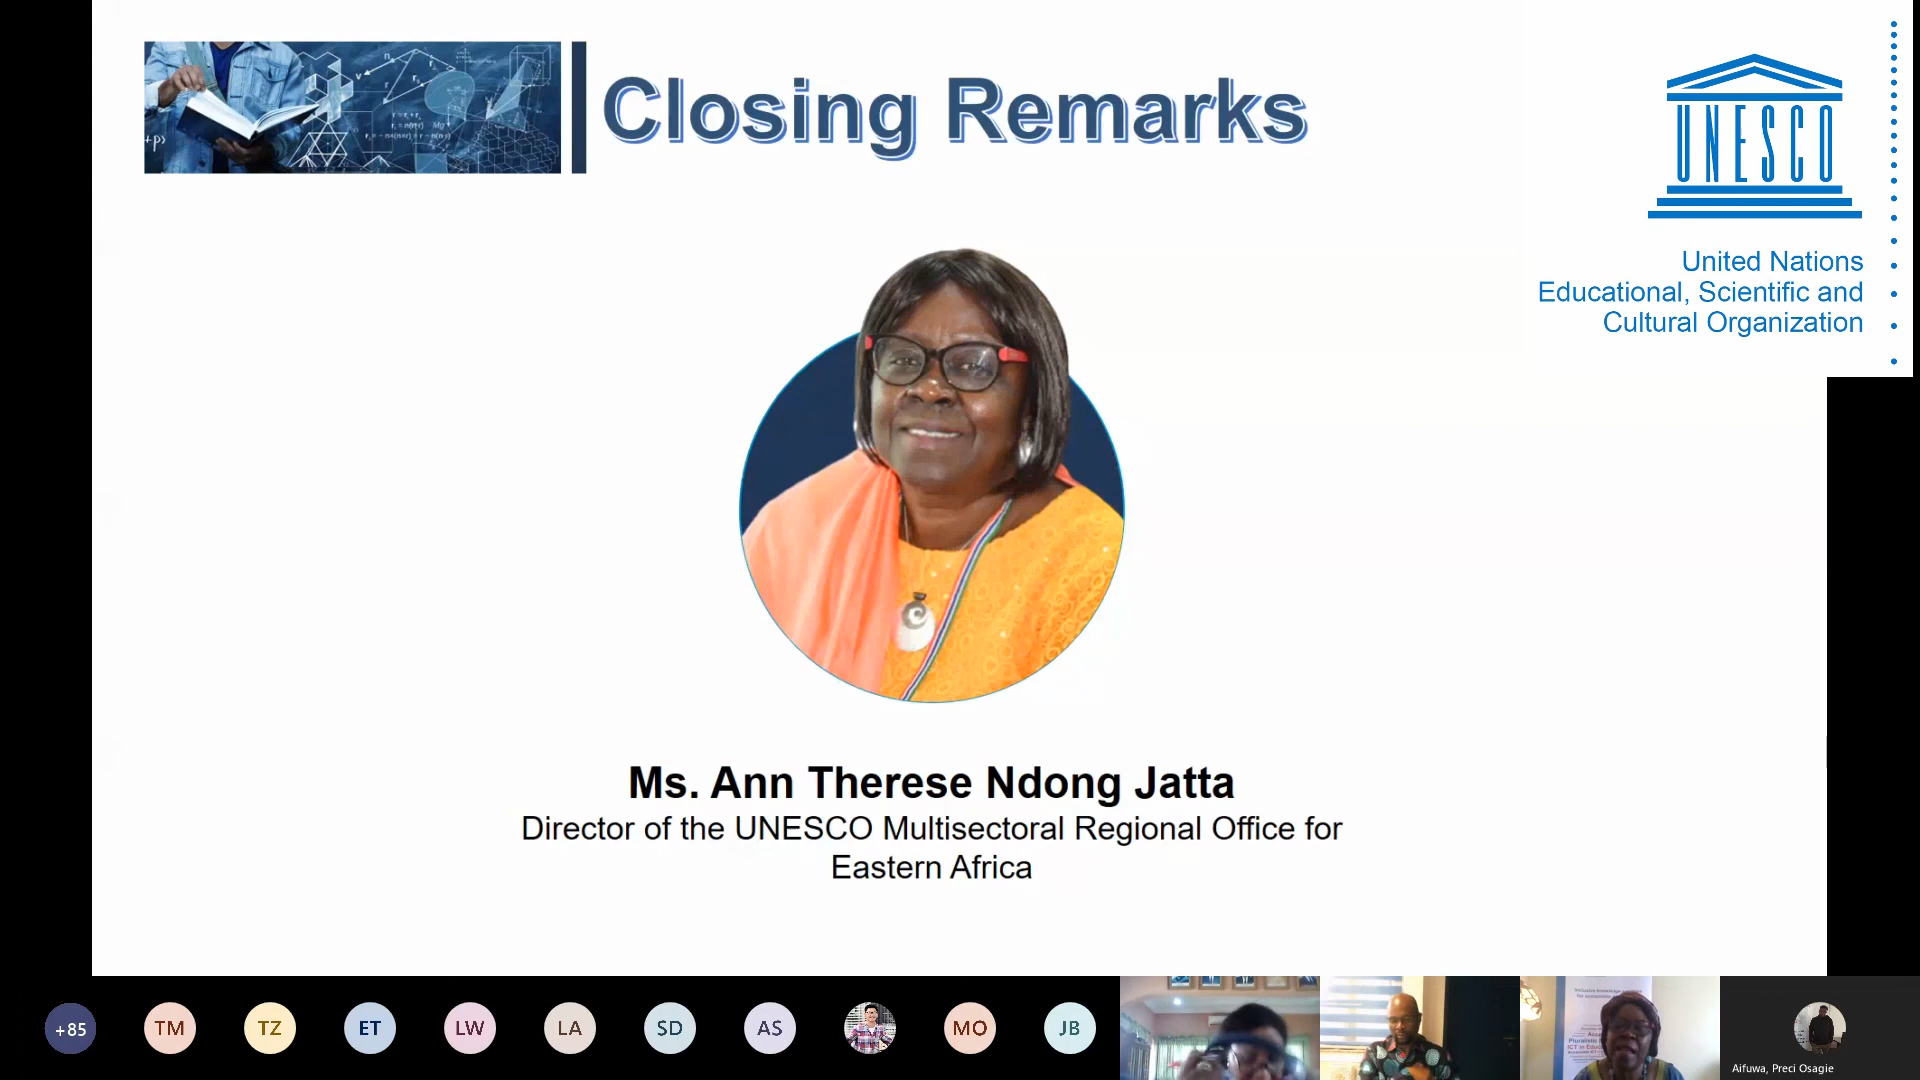 Closing Remarks
UNESCO
United Nations
Educational, Scientific and
Cultural Organization
Ms. Ann Therese Ndong Jatta
Director of the UNESCO Multisectoral Regional Office for
Eastern Africa
+85
TM
TZ
ET
LW
LA
SD
AS
MO
JB
Aifuwa, Preci Osagie